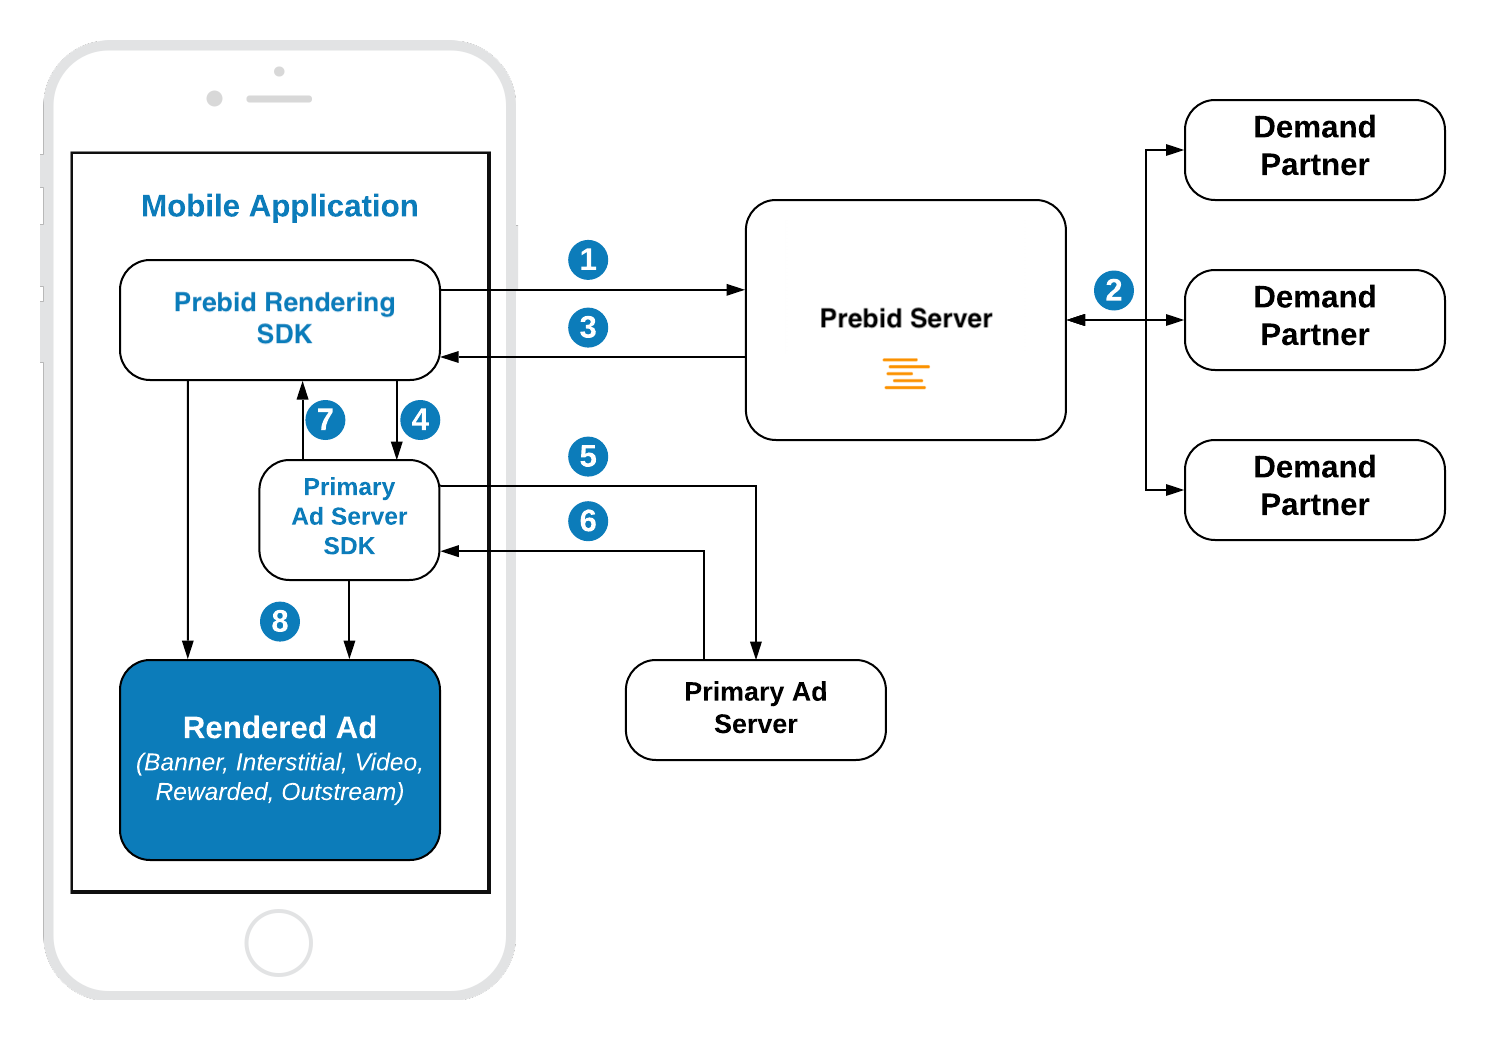 Mobile Application
Prebid Rendering
SDK
1
3
Prebid Server
2
Demand
Partner
Demand
Partner
Demand
Partner
7
4
Primary
Ad Server
SDK
5
6
8
Rendered Ad
(Banner, Interstitial, Video,
Rewarded, Outstream)
Primary Ad
Server